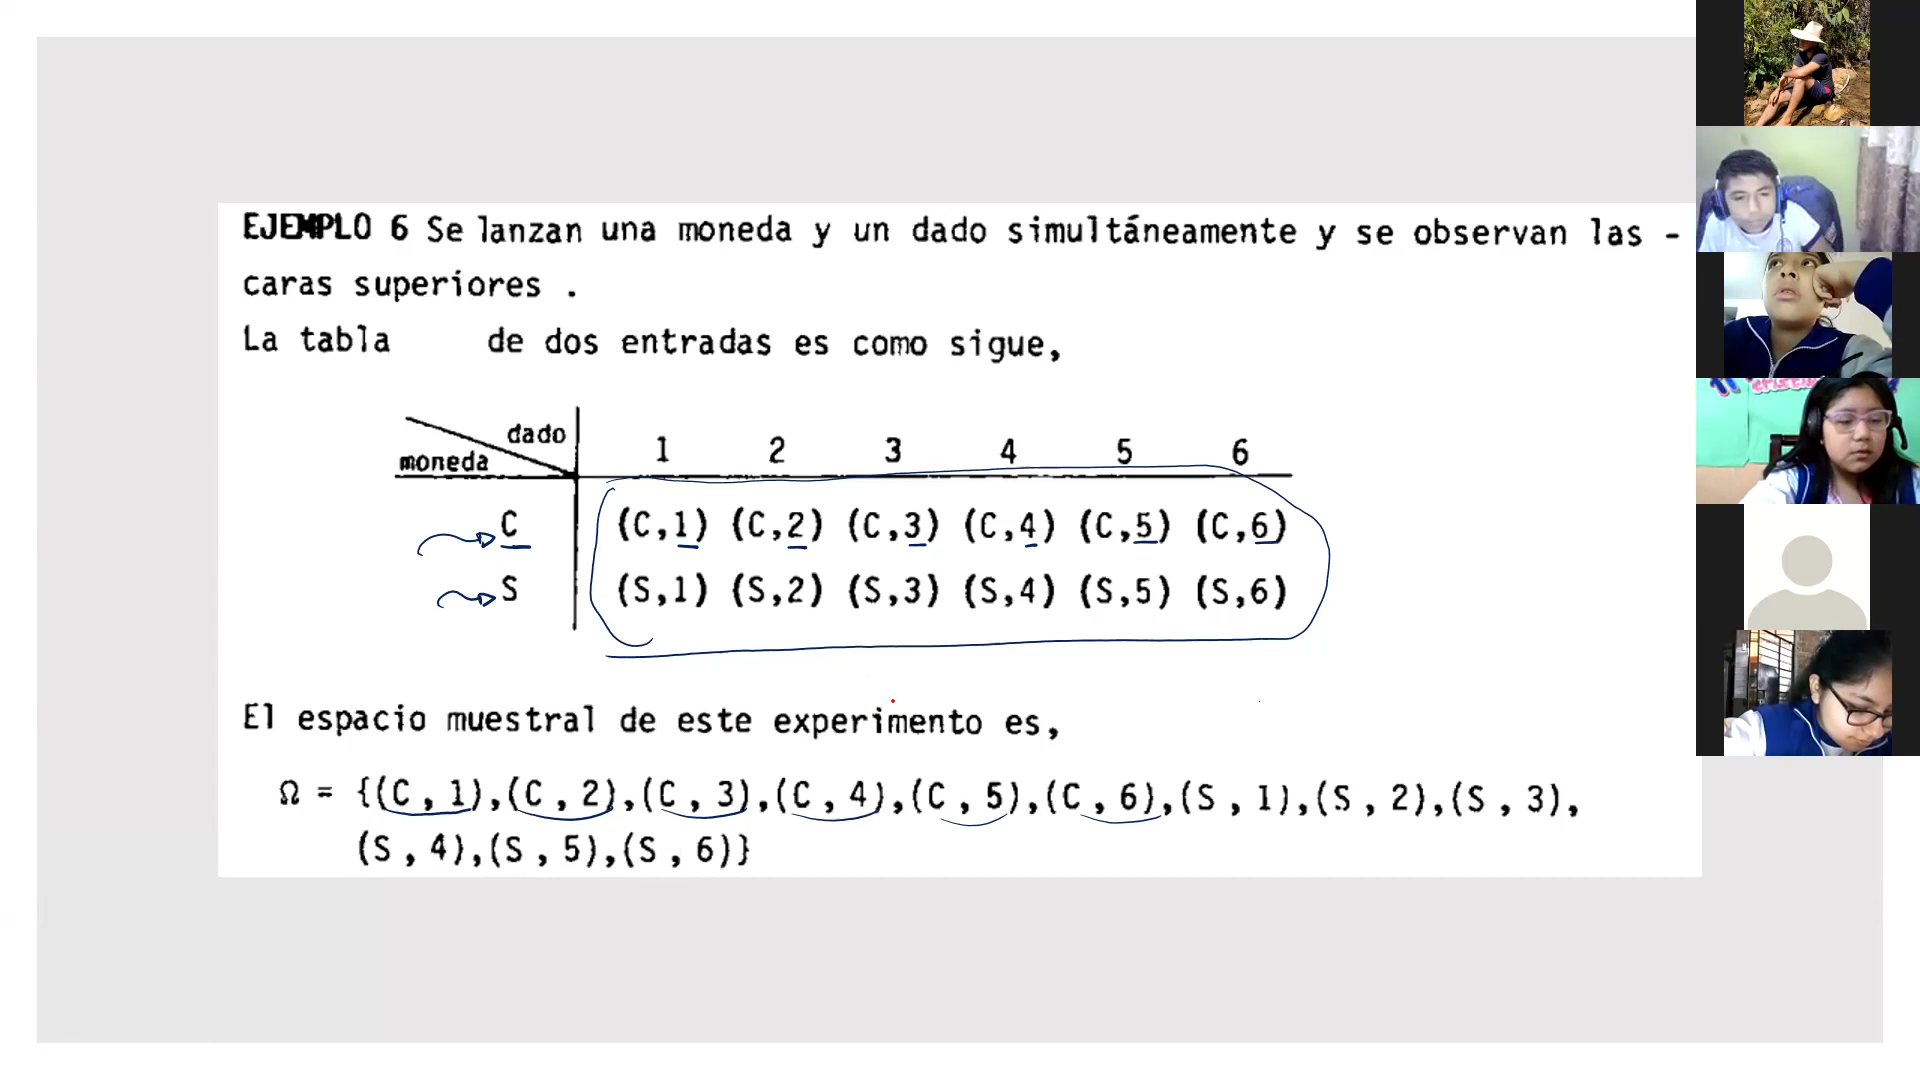 EJEMPLO 6 Se lanzan una moneda y un dado simultáneamente y se observan las -
caras superiores .
La tabla de dos entradas es como sigue,
dado
moneda
1 2 3 4 5 6
C (C,1) (C,2) (C,3) (C,4) (C,5) (C,6)
S (S,1) (S,2) (S,3) (S,4) (S,5) (S,6)
El espacio muestral de este experimento es,
Ω = {(C , 1),(C , 2),(C , 3),(C , 4),(C , 5),(C , 6),(S , 1),(S , 2),(S , 3),
(S , 4),(S , 5),(S , 6)}